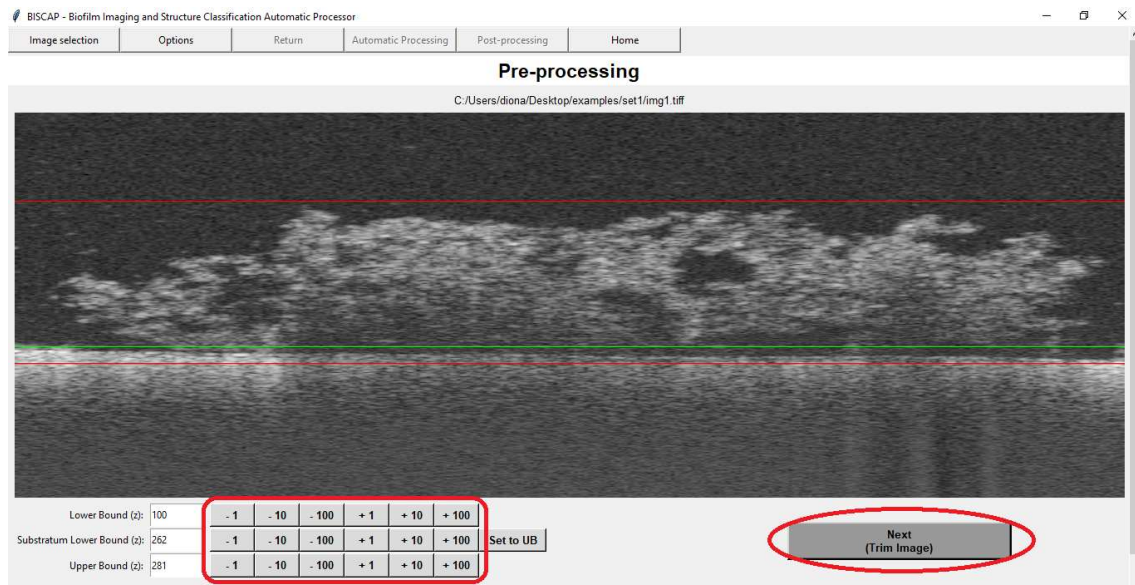 BISCAP - Biofilm Imaging and Structure Classification Automatic Processor
Image selection Options Return Automatic Processing Post-processing Home
Pre-processing
C:/Users/diona/Desktop/examples/set1/img1.tiff
Lower Bound (z): 100 - 1 - 10 - 100 + 1 + 10 + 100
Substratum Lower Bound (z): 262 - 1 - 10 - 100 + 1 + 10 + 100 Set to UB
Upper Bound (z): 281 - 1 - 10 - 100 + 1 + 10 + 100
Next
(Trim Image)